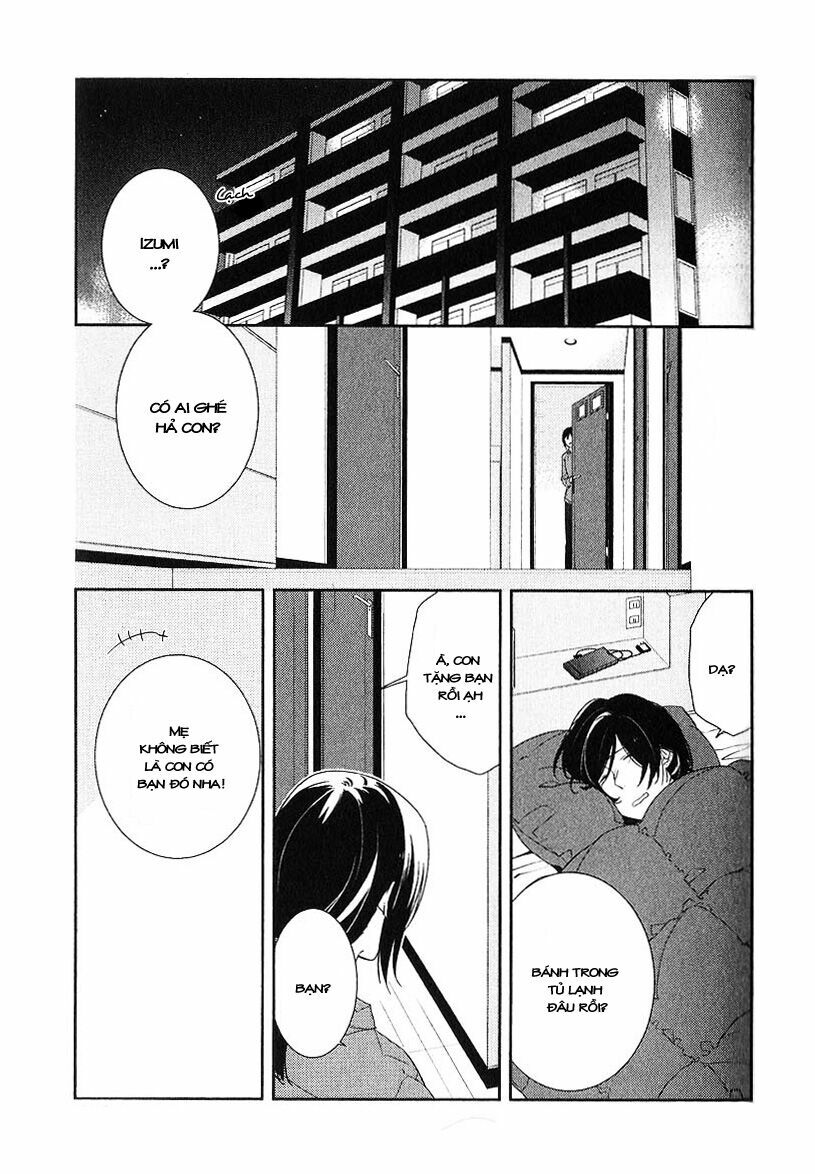 Cạch
IZUMI
...?
CÓ AI GHÉ
HẢ CON?
DẠ?
BÁNH TRONG
TỦ LẠNH
ĐÂU RỒI?
Ã, CON
TẶNG BẠN
RỒI ẠH
...
BẠN?
MẸ
KHÔNG BIẾT
LÀ CON CÓ
BẠN ĐÓ NHA!